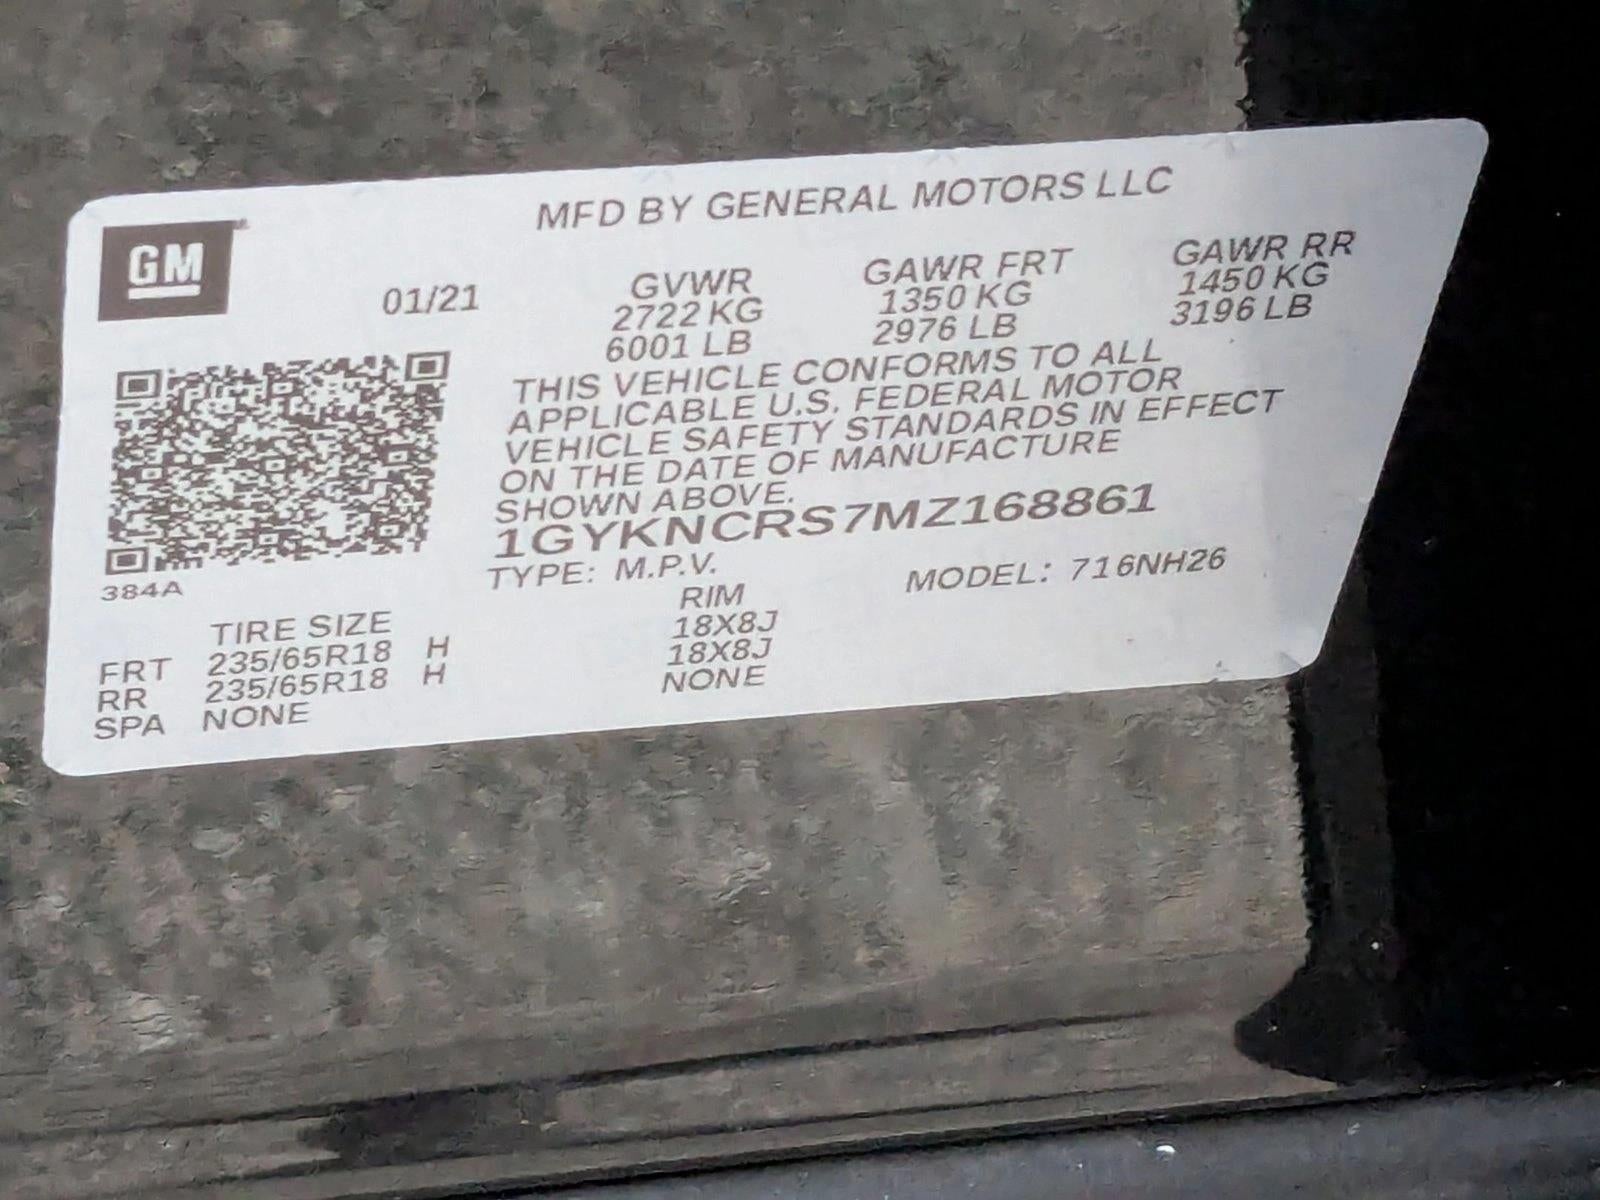 MFD BY GENERAL MOTORS LLC
GM
01/21 GVWR GAWR FRT GAWR RR
2722 KG 1350 KG 1450 KG
6001 LB 2976 LB 3196 LB
THIS VEHICLE CONFORMS TO ALL
APPLICABLE U.S. FEDERAL MOTOR
VEHICLE SAFETY STANDARDS IN EFFECT
ON THE DATE OF MANUFACTURE
SHOWN ABOVE.
1GYKNCRS7MZ168861
TYPE: M.P.V. MODEL: 716NH26
384A
TIRE SIZE RIM
FRT 235/65R18 H 18X8J
RR 235/65R18 H 18X8J
SPA NONE NONE